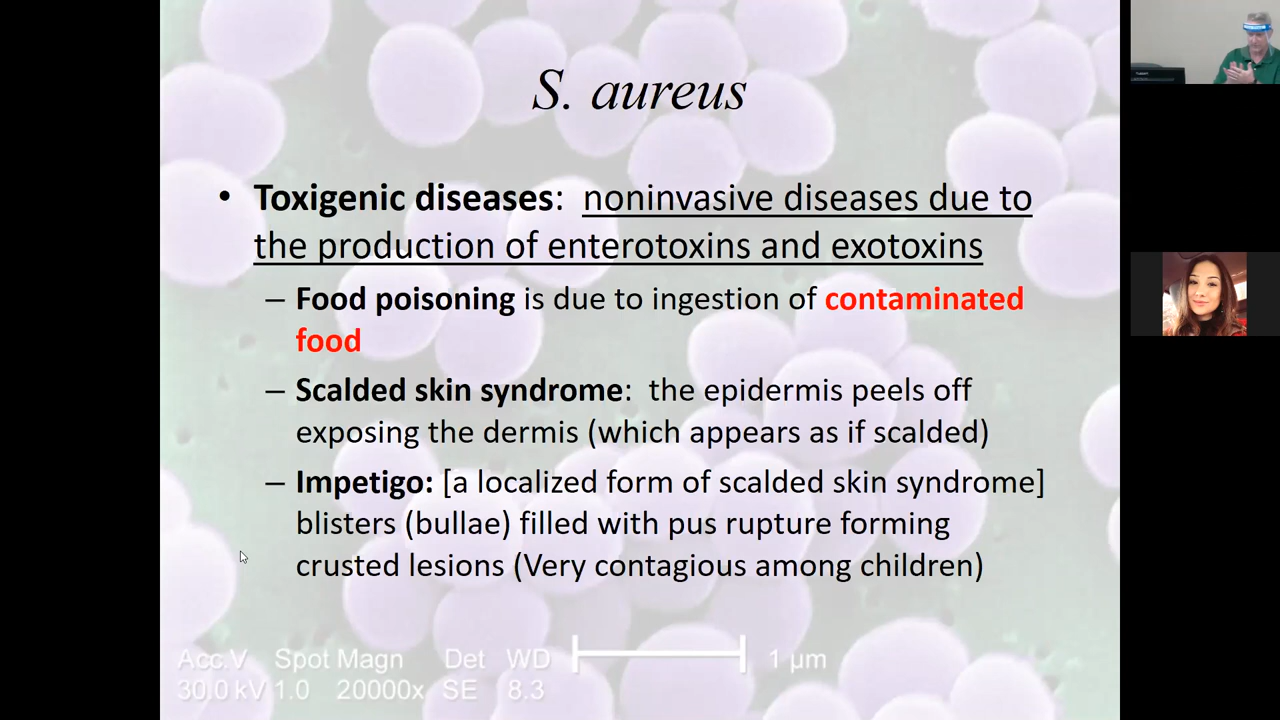 S. aureus
• Toxigenic diseases: noninvasive diseases due to
the production of enterotoxins and exotoxins
– Food poisoning is due to ingestion of contaminated
food
– Scalded skin syndrome: the epidermis peels off
exposing the dermis (which appears as if scalded)
– Impetigo: [a localized form of scalded skin syndrome]
blisters (bullae) filled with pus rupture forming
crusted lesions (Very contagious among children)
Acc.V Spot Magn Det WD 1 µm
30.0 kV 1.0 20000x SE 8.3